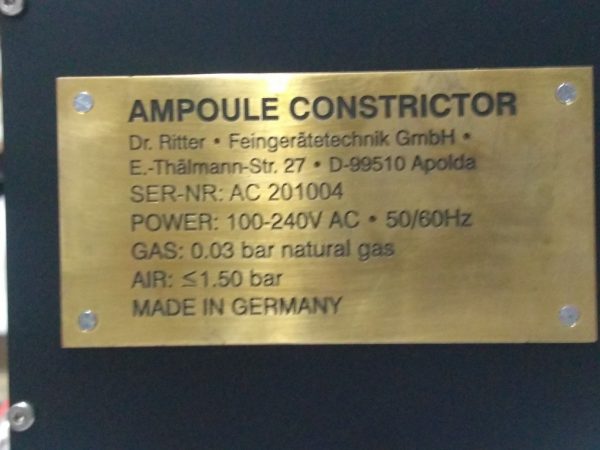 AMPOULE CONSTRICTOR
Dr. Ritter • Feingerätetechnik GmbH •
E.-Thälmann-Str. 27 • D-99510 Apolda
SER-NR: AC 201004
POWER: 100-240V AC • 50/60Hz
GAS: 0.03 bar natural gas
AIR: ≤1.50 bar
MADE IN GERMANY